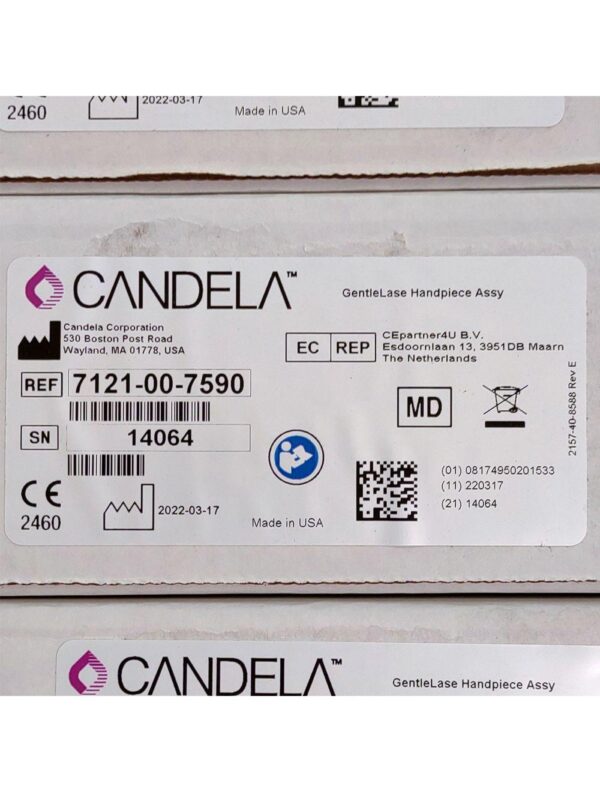 2460
2022-03-17
Made in USA
CANDELA™
GentleLase Handpiece Assy
Candela Corporation
530 Boston Post Road
Wayland, MA 01778, USA
EC REP
CEpartner4U B.V.
Esdoornlaan 13, 3951DB Maarn
The Netherlands
REF 7121-00-7590
SN 14064
MD
2157-40-8588 Rev E
(01) 08174950201533
(11) 220317
(21) 14064
CE
2460
2022-03-17
Made in USA
CANDELA™
GentleLase Handpiece Assy